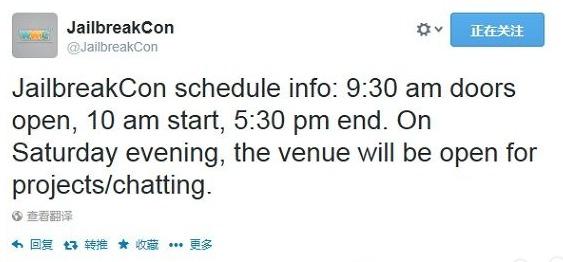 JailbreakCon
@JailbreakCon
正在关注
JailbreakCon schedule info: 9:30 am doors
open, 10 am start, 5:30 pm end. On
Saturday evening, the venue will be open for
projects/chatting.
查看翻译
回复 转推 收藏 更多